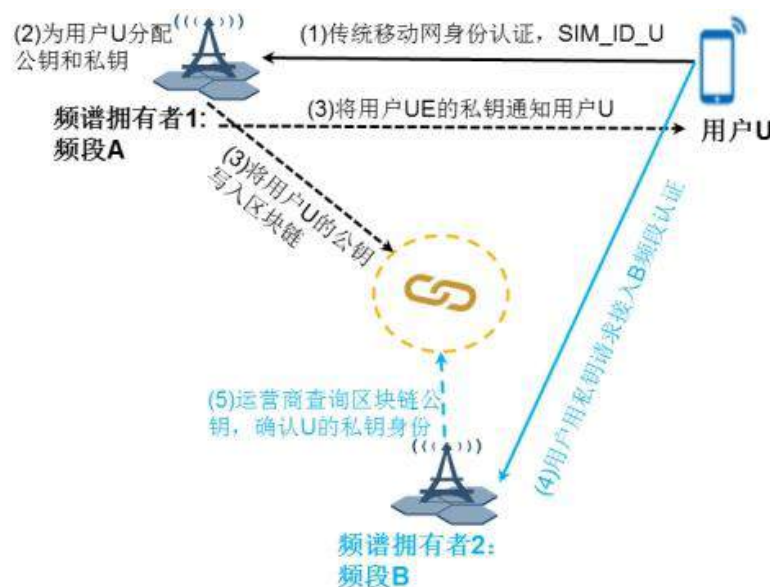 (2)为用户U分配
公钥和私钥
(1)传统移动网身份认证，SIM_ID_U
频谱拥有者1:
频段A
(3)将用户UE的私钥通知用户U
用户U
(3)将用户U的公钥
写入区块链
(4)用户用私钥请求接入B频段认证
(5)运营商查询区块链公
钥，确认U的私钥身份
频谱拥有者2：
频段B